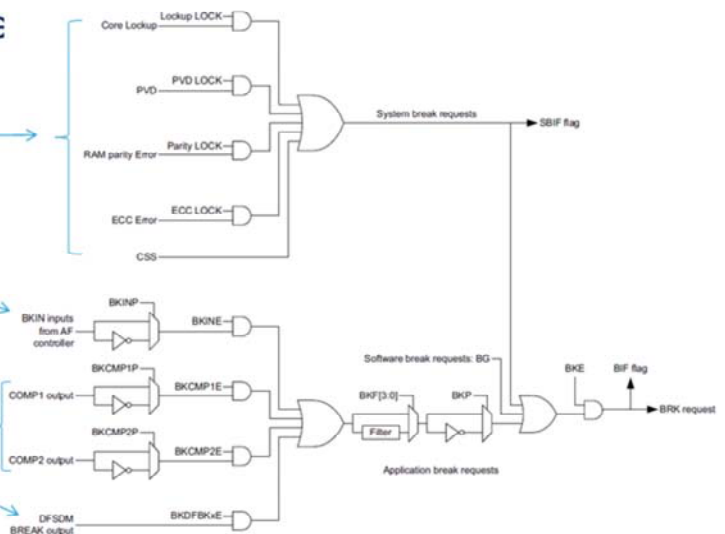 Lockup LOCK
Core Lockup
PVD LOCK
PVD
System break requests
SBIF flag
Parity LOCK
RAM parity Error
ECC LOCK
ECC Error
CSS
BKINP
BKIN inputs
from AF
controller
BKINE
BKCMP1P
COMP1 output
BKCMP1E
BKCMP2P
COMP2 output
BKCMP2E
DFSDM
BREAK output
BKDFBKxE
Software break requests: BG
BKF[3:0]
Filter
BKP
BKE
BIF flag
BRK request
Application break requests